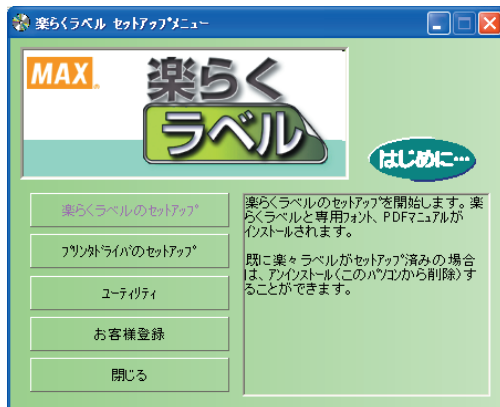 楽らくラベル セットアップメニュー
MAX
楽らく
ラベル
はじめに…
楽らくラベルのセットアップ
プリンタドライバのセットアップ
ユーティリティ
お客様登録
閉じる
楽らくラベルのセットアップを開始します。楽
らくラベルと専用フォント、PDFマニュアルが
インストールされます。
既に楽々ラベルがセットアップ済みの場合
は、アンインストール(このパソコンから削除)す
ることができます。